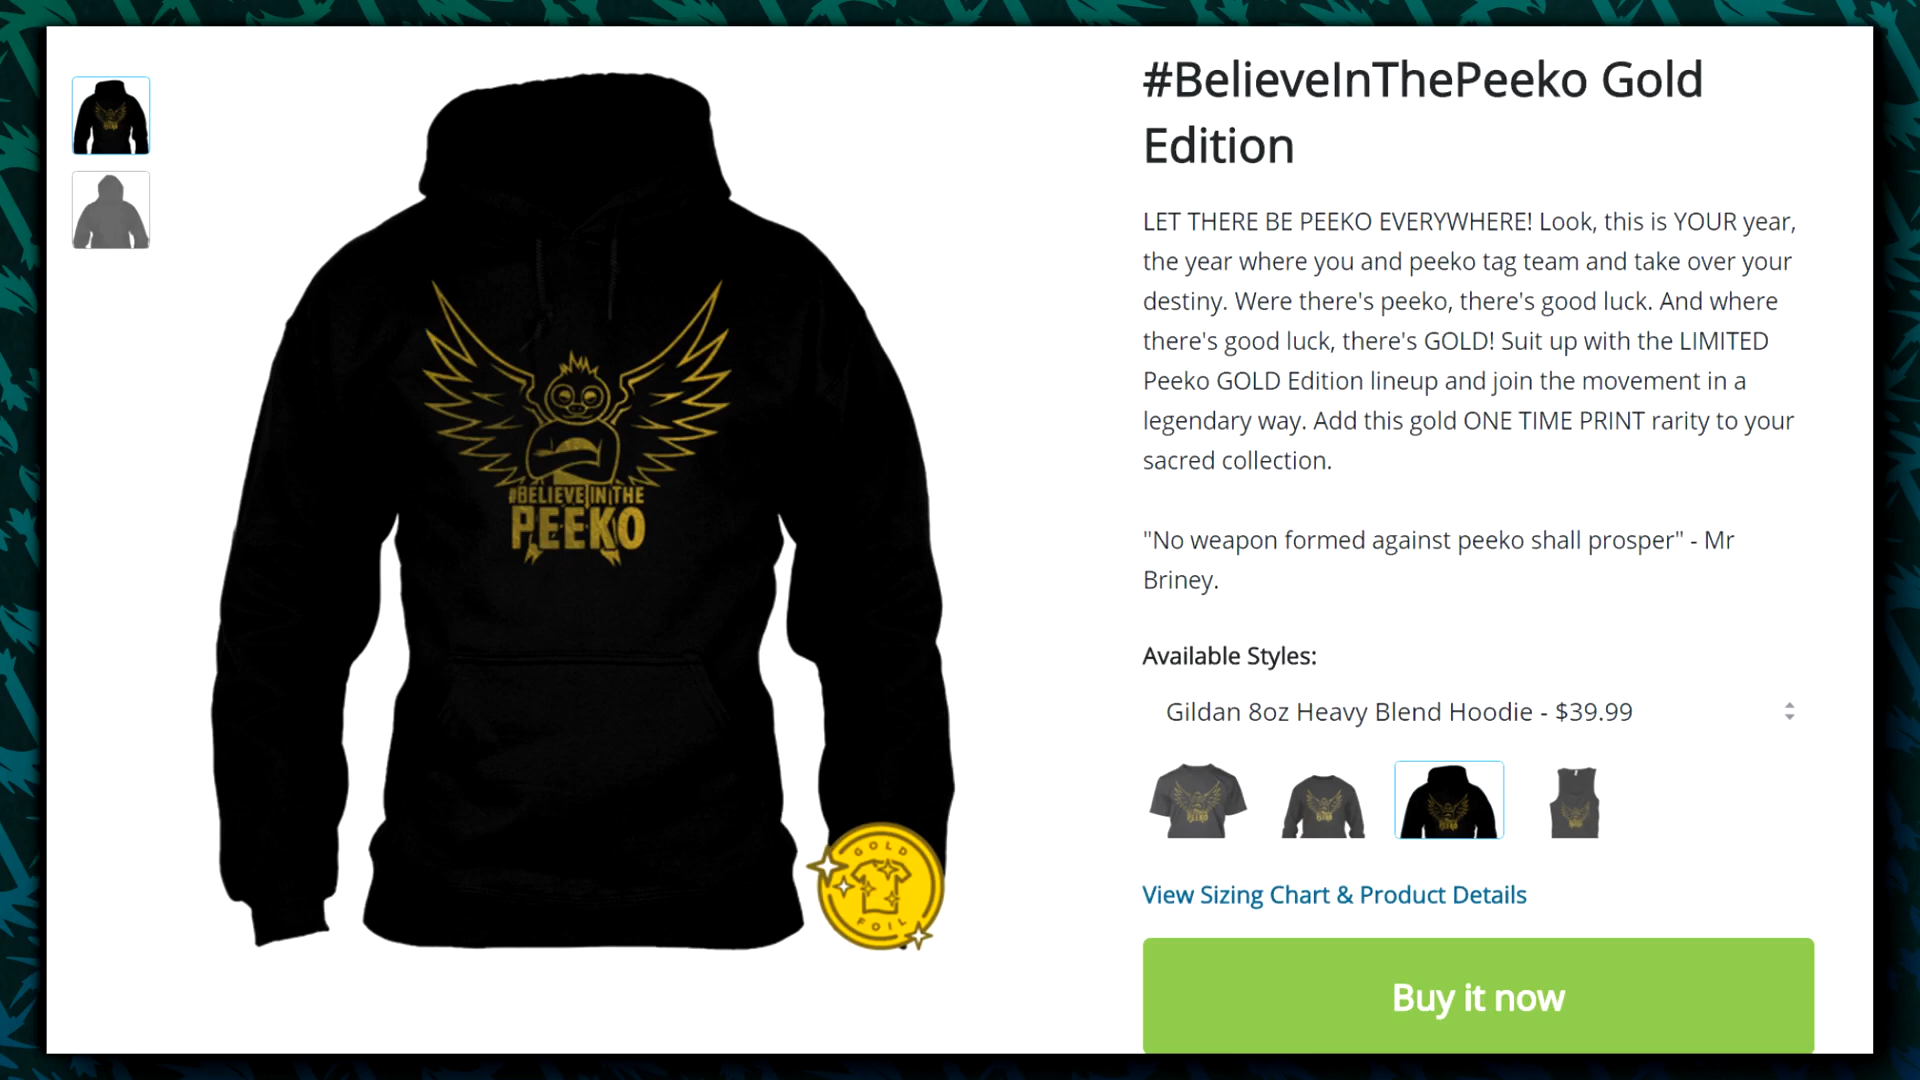 #BelieveInThePeeko Gold
Edition
LET THERE BE PEEKO EVERYWHERE! Look, this is YOUR year,
the year where you and peeko tag team and take over your
destiny. Were there's peeko, there's good luck. And where
there's good luck, there's GOLD! Suit up with the LIMITED
Peeko GOLD Edition lineup and join the movement in a
legendary way. Add this gold ONE TIME PRINT rarity to your
sacred collection.
"No weapon formed against peeko shall prosper" - Mr
Briney.
Available Styles:
Gildan 8oz Heavy Blend Hoodie - $39.99
View Sizing Chart & Product Details
Buy it now
#BELIEVE IN THE
PEEKO
GOLD
FOIL